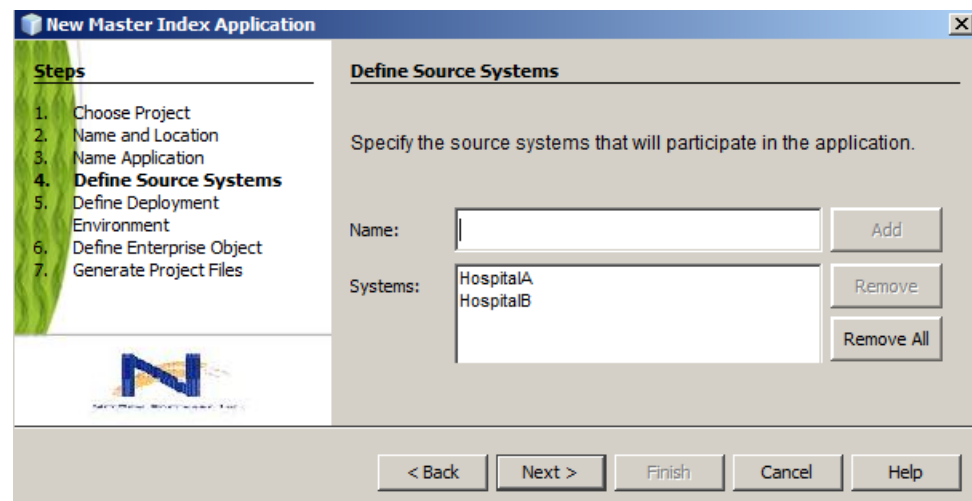 New Master Index Application
Steps
1. Choose Project
2. Name and Location
3. Name Application
4. Define Source Systems
5. Define Deployment
Environment
6. Define Enterprise Object
7. Generate Project Files
Define Source Systems
Specify the source systems that will participate in the application.
Name:
Add
Systems:
HospitalA
HospitalB
Remove
Remove All
N
< Back
Next >
Finish
Cancel
Help